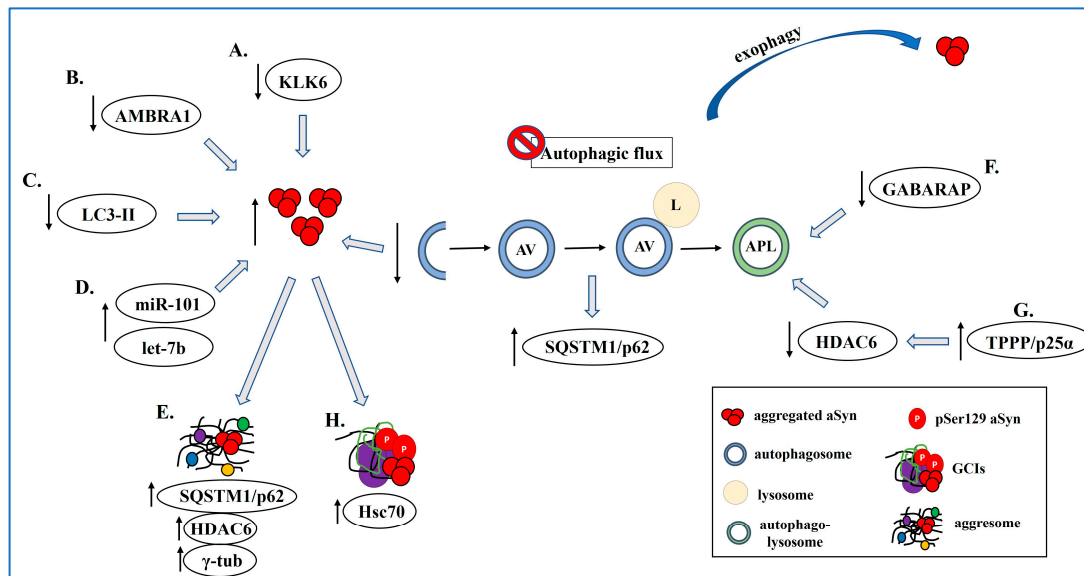 exophagy
A.
KLK6
B.
AMBRA1
Autophagic flux
C.
LC3-II
F.
GABARAP
L
AV
AV
APL
D.
miR-101
let-7b
SQSTM1/p62
HDAC6
G.
TPPP/p25α
E.
SQSTM1/p62
HDAC6
γ-tub
H.
P
P
Hsc70
aggregated aSyn
P
pSer129 aSyn
autophagosome
P
P
GCIs
lysosome
autophago-
lysosome
aggresome